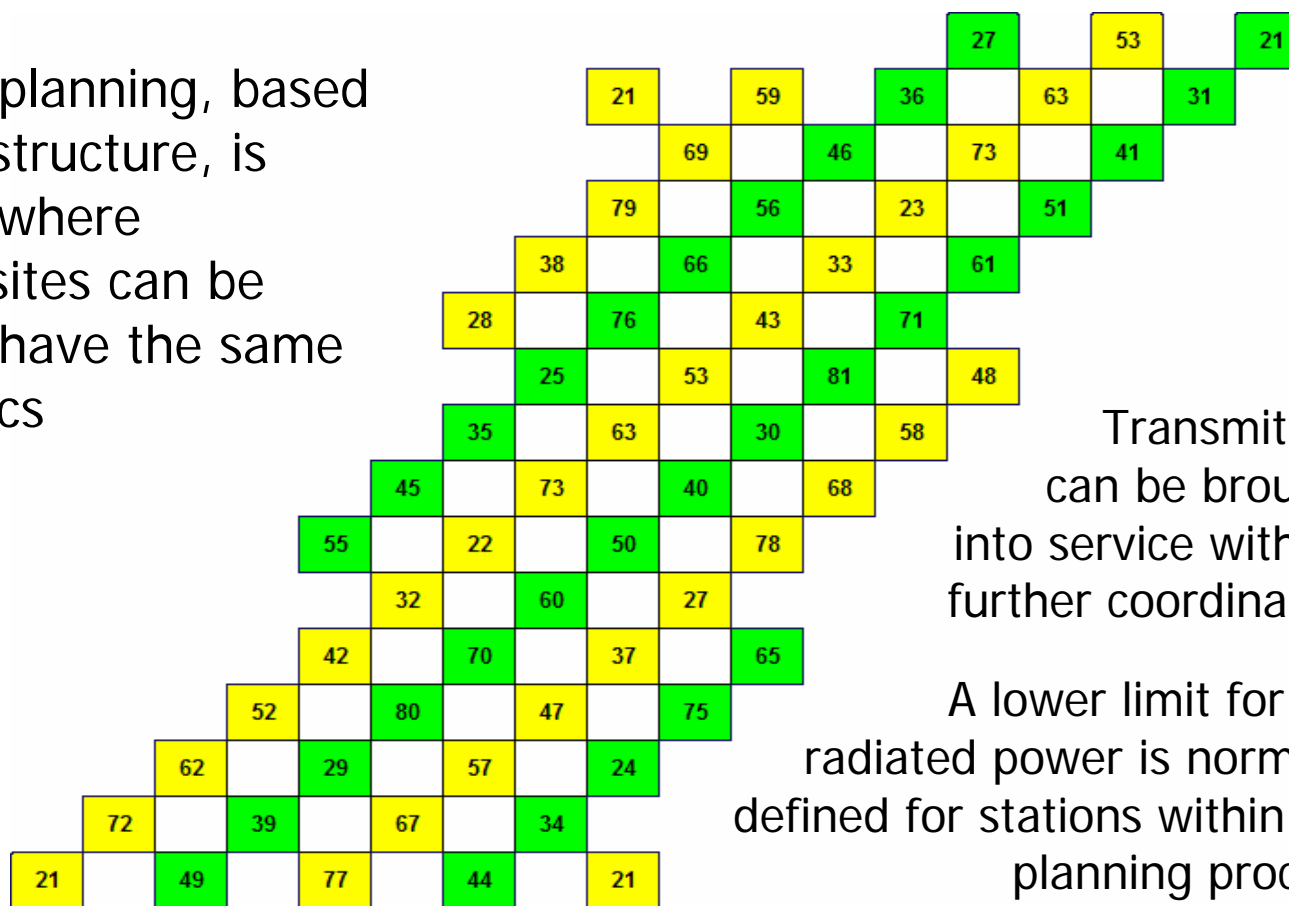 27 53 21
planning, based
21 59 36 63 31
structure, is
69 46 73 41
where
79 56 23 51
sites can be
38 66 33 61
have the same
28 76 43 71
cs
25 53 81 48
35 63 30 58
Transmit
45 73 40 68
can be brou
55 22 50 78
into service with
32 60 27
further coordina
42 70 37 65
52 80 47 75
A lower limit for
62 29 57 24
radiated power is norm
72 39 67 34
defined for stations within
21 49 77 44 21
planning